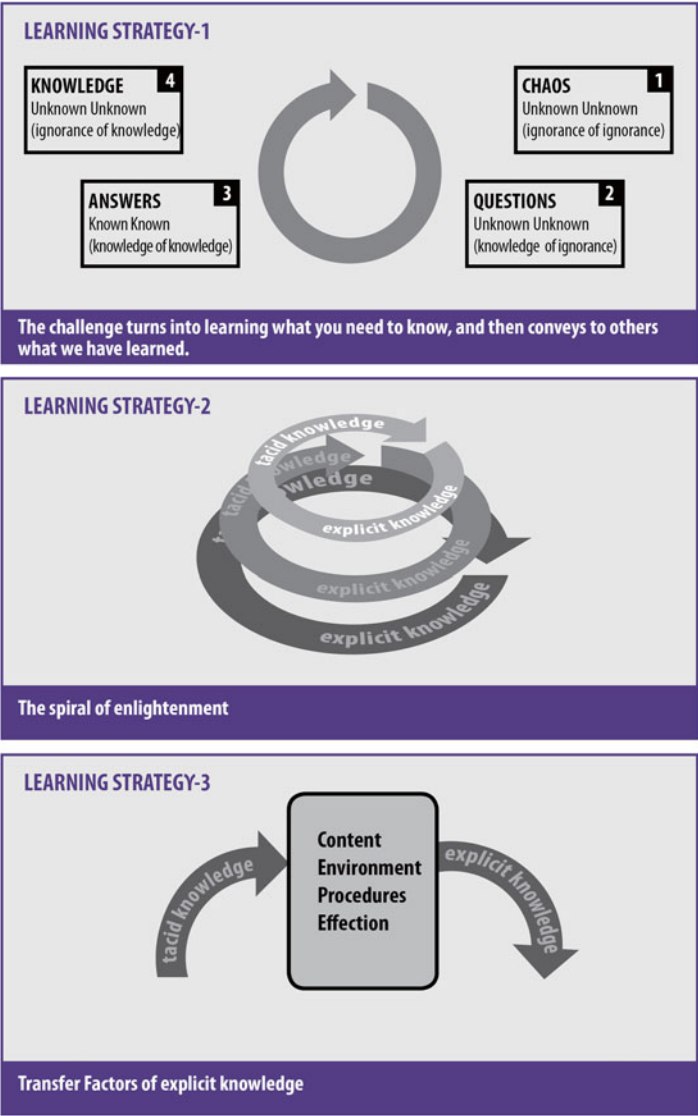 LEARNING STRATEGY-1
KNOWLEDGE 4
Unknown Unknown
(ignorance of knowledge)
CHAOS 1
Unknown Unknown
(ignorance of ignorance)
ANSWERS 3
Known Known
(knowledge of knowledge)
QUESTIONS 2
Unknown Unknown
(knowledge of ignorance)
The challenge turns into learning what you need to know, and then conveys to others
what we have learned.
LEARNING STRATEGY-2
tacid knowledge
explicit knowledge
tacid knowledge
explicit knowledge
explicit knowledge
The spiral of enlightenment
LEARNING STRATEGY-3
tacid knowledge
Content
Environment
Procedures
Effection
explicit knowledge
Transfer Factors of explicit knowledge